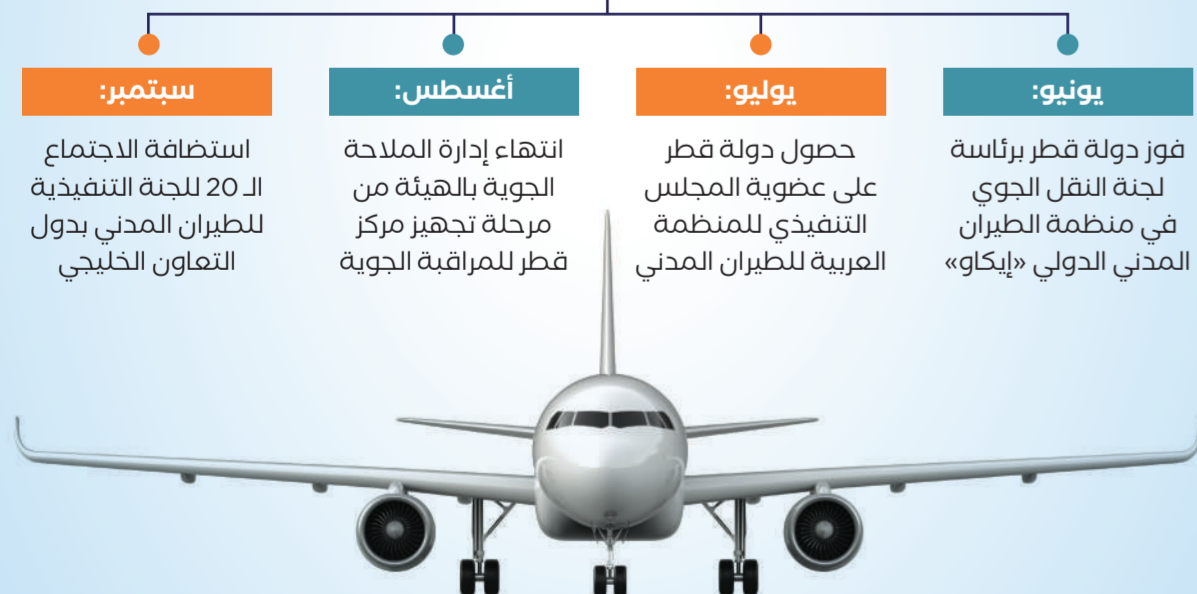 يونيو:
فوز دولة قطر برئاسة
لجنة النقل الجوي
في منظمة الطيران
المدني الدولي «إيكاو»
يوليو:
حصول دولة قطر
على عضوية المجلس
التنفيذي للمنظمة
العربية للطيران المدني
أغسطس:
انتهاء إدارة الملاحة
الجوية بالهيئة من
مرحلة تجهيز مركز
قطر للمراقبة الجوية
سبتمبر:
استضافة الاجتماع
الـ 20 للجنة التنفيذية
للطيران المدني بدول
التعاون الخليجي